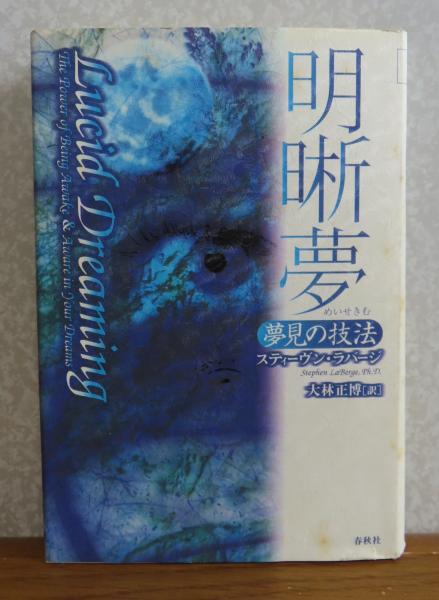 明晰夢
めいせきむ
夢見の技法
スティーヴン・ラバージ
Stephen LaBerge, Ph.D.
大林正博[訳]
春秋社
Lucid Dreaming
The Power of Being Awake & Aware in Your Dreams